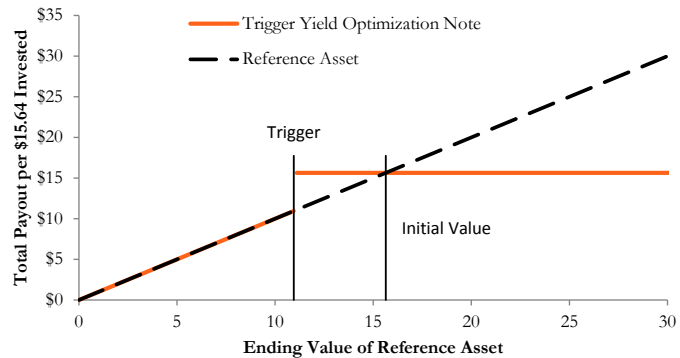 Trigger Yield Optimization Note
Reference Asset
Total Payout per $15.64 Invested
$35
$30
$25
$20
$15
$10
$5
$0
Trigger
Initial Value
0 5 10 15 20 25 30
Ending Value of Reference Asset